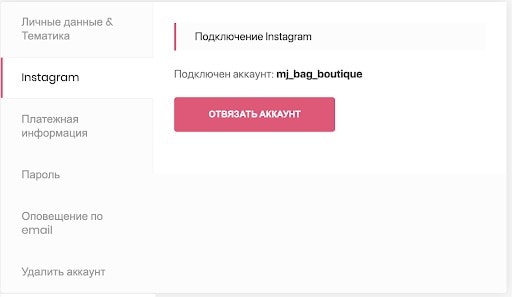 Личные данные &
Тематика
Instagram
Платежная
информация
Пароль
Оповещение по
email
Удалить аккаунт
Подключение Instagram
Подключен аккаунт: mj_bag_boutique
ОТВЯЗАТЬ АККАУНТ